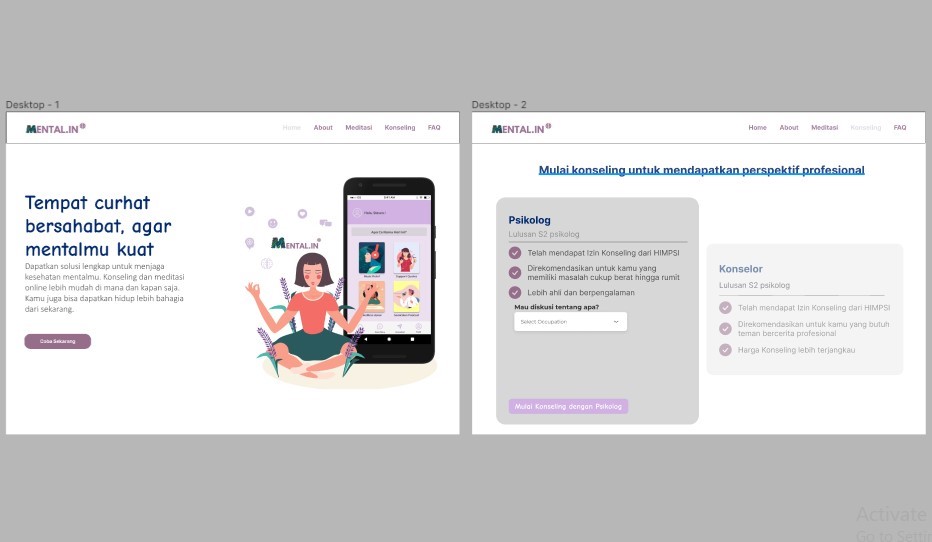 Desktop - 1
MENTAL.IN
Home About Meditasi Konseling FAQ
Tempat curhat
bersahabat, agar
mentalmu kuat
Dapatkan solusi lengkap untuk menjaga
kesehatan mentalmu. Konseling dan meditasi
online lebih mudah di mana dan kapan saja.
Kamu juga bisa dapatkan hidup lebih bahagia
dari sekarang.
Coba Sekarang
MENTAL.IN
Desktop - 2
MENTAL.IN
Home About Meditasi Konseling FAQ
Mulai konseling untuk mendapatkan perspektif profesional
Psikolog
Lulusan S2 psikolog
Telah mendapat Izin Konseling dari HIMPSI
Direkomendasikan untuk kamu yang
memiliki masalah cukup berat hingga rumit
Lebih ahli dan berpengalaman
Mau diskusi tentang apa?
Select Occupation
Mulai Konseling dengan Psikolog
Konselor
Lulusan S2 psikolog
Telah mendapat Izin Konseling dari HIMPSI
Direkomendasikan untuk kamu yang butuh
teman bercerita profesional
Harga Konseling lebih terjangkau
Activate
Go to Settin